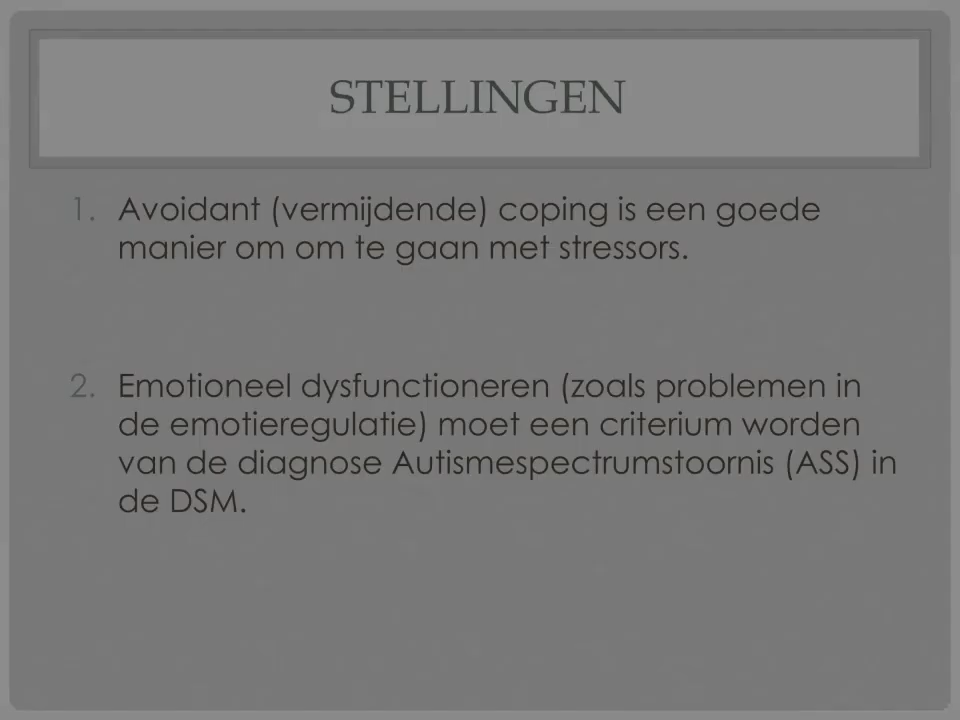 STELLINGEN
1. Avoidant (vermijdende) coping is een goede
manier om om te gaan met stressors.
2. Emotioneel dysfunctioneren (zoals problemen in
de emotieregulatie) moet een criterium worden
van de diagnose Autismespectrumstoornis (ASS) in
de DSM.